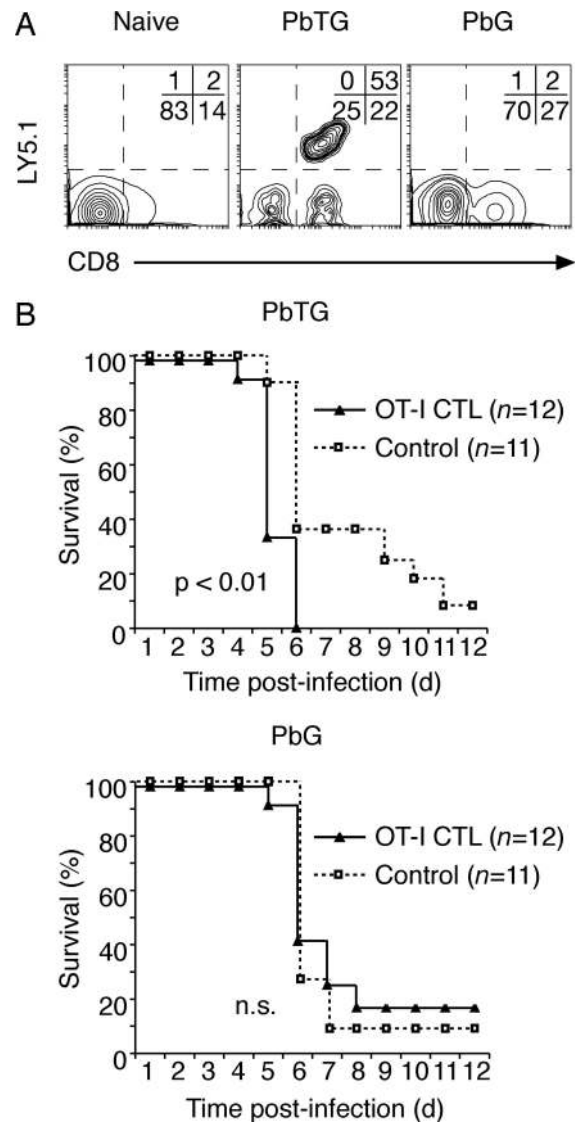 A
Naive PbTG PbG
1 2 0 53 1 2
83 14 25 22 70 27
LY5.1
CD8
B
PbTG
100
80
60
40
20
0
Survival (%)
OT-I CTL (n=12)
Control (n=11)
p < 0.01
1 2 3 4 5 6 7 8 9 10 11 12
Time post-infection (d)
PbG
100
80
60
40
20
0
Survival (%)
OT-I CTL (n=12)
Control (n=11)
n.s.
1 2 3 4 5 6 7 8 9 10 11 12
Time post-infection (d)